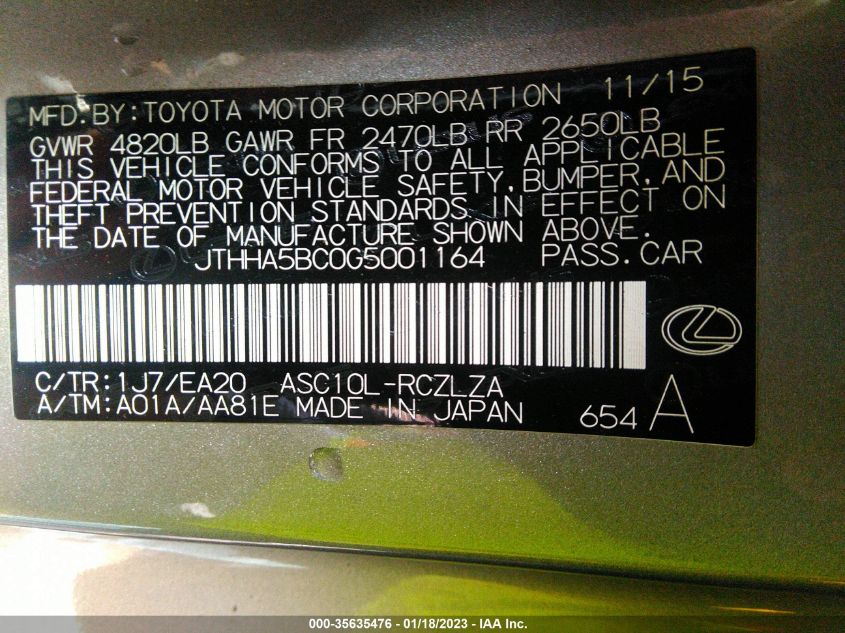 MFD.BY:TOYOTA MOTOR CORPORATION 11/15
GVWR 4820LB GAWR FR 2470LB RR 2650LB
THIS VEHICLE CONFORMS TO ALL APPLICABLE
FEDERAL MOTOR VEHICLE SAFETY,BUMPER,AND
THEFT PREVENTION STANDARDS IN EFFECT ON
THE DATE OF MANUFACTURE SHOWN ABOVE.
JTHHA5BC0G5001164 PASS.CAR
C/TR:1J7/EA20 ASC10L-RCZLZA
A/TM:A01A/AA81E MADE IN JAPAN 654 A
000-35635476 - 01/18/2023 - IAA Inc.